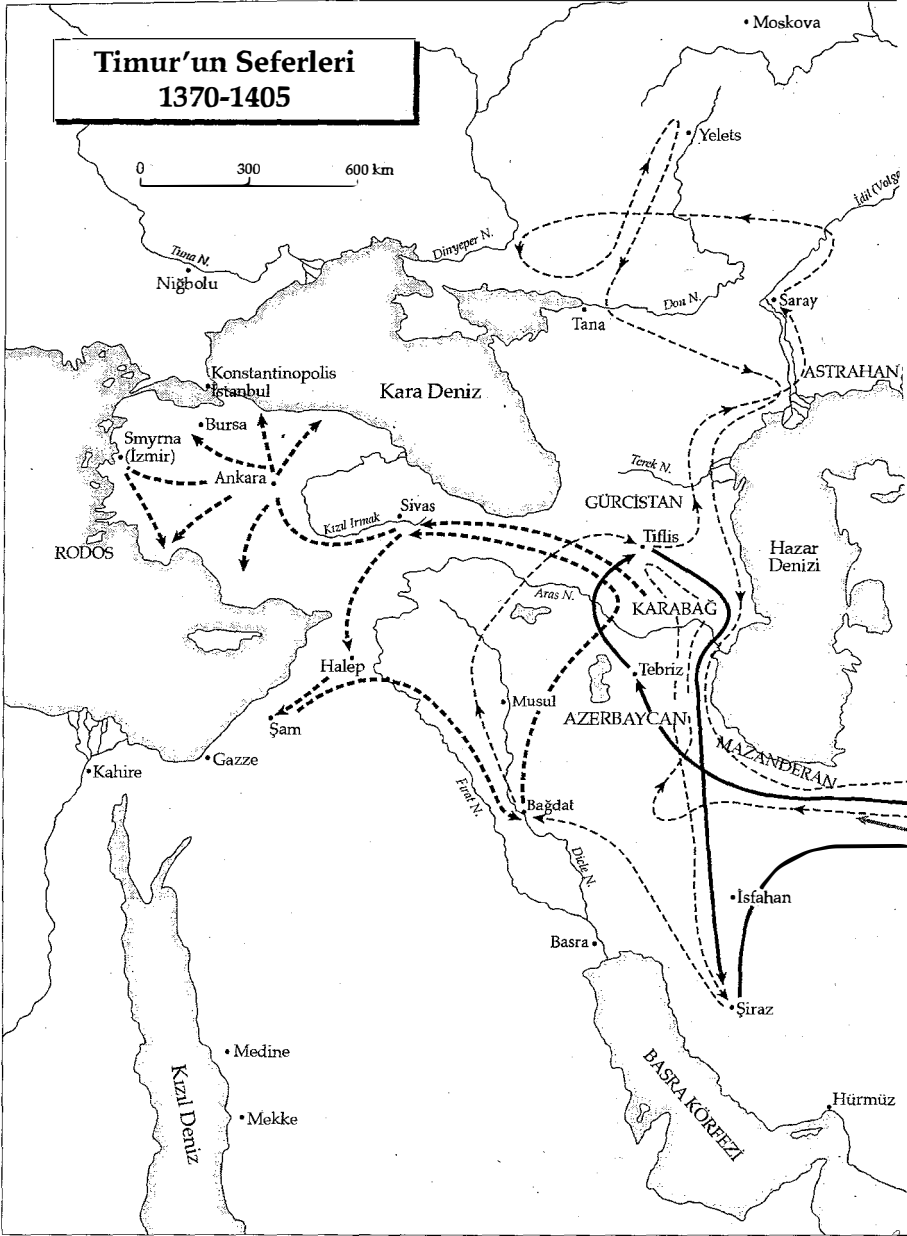 Timur'un Seferleri
1370-1405
0 300 600 km
Moskova
Yelets
İdil (Volga
Tuna N.
Niğbolu
Dinyeper N.
Don N.
Tana
Saray
ASTRAHAN
Konstantinopolis
İstanbul
Kara Deniz
Bursa
Smyrna
(İzmir)
Ankara
Terek N.
GÜRCİSTAN
Kızıl Irmak
Sivas
Tiflis
Hazar
Denizi
RODOS
Aras N.
KARABAĞ
Halep
Tebriz
Musul
AZERBAYCAN
Şam
MAZANDERAN
Gazze
Kahire
Fırat N.
Bağdat
Dicle N.
İsfahan
Basra
Şiraz
Medine
Kızıl Deniz
Mekke
BASRA KÖRFEZİ
Hürmüz